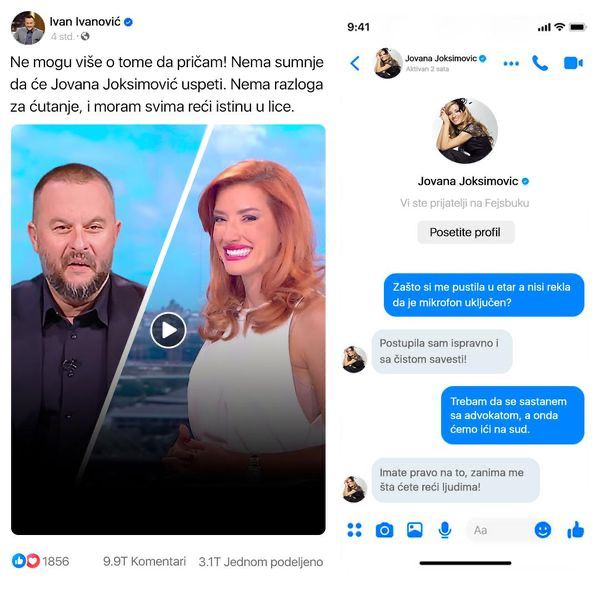 Ivan Ivanović
4 std.
Ne mogu više o tome da pričam! Nema sumnje
da će Jovana Joksimović uspeti. Nema razloga
za ćutanje, i moram svima reći istinu u lice.
1856
9.9T Komentari
3.1T Jednom podeljeno
9:41
Jovana Joksimovic
Aktivan 2 sata
Jovana Joksimovic
Vi ste prijatelji na Fejsbuku
Posetite profil
Zašto si me pustila u etar a nisi rekla
da je mikrofon uključen?
Postupila sam ispravno i
sa čistom savesti!
Trebam da se sastanem
sa advokatom, a onda
ćemo ići na sud.
Imate pravo na to, zanima me
šta ćete reći ljudima!
Aa